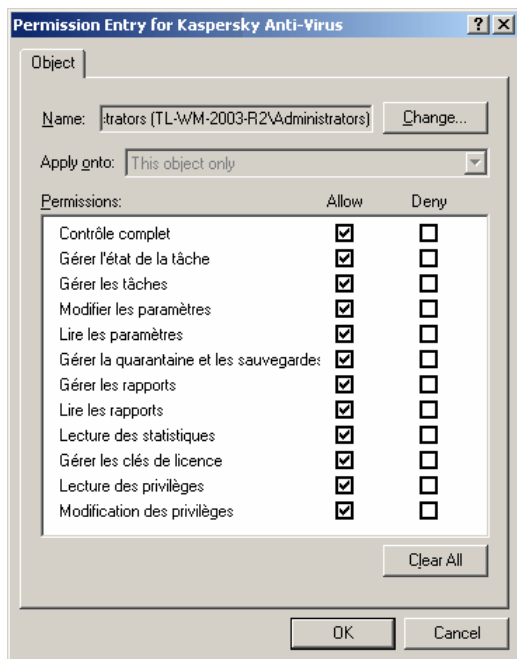 Permission Entry for Kaspersky Anti-Virus
Object
Name: trators (TL-WM-2003-R2\Administrators) Change...
Apply onto: This object only
Permissions: Allow Deny
Contrôle complet
Gérer l'état de la tâche
Gérer les tâches
Modifier les paramètres
Lire les paramètres
Gérer la quarantaine et les sauvegardes
Gérer les rapports
Lire les rapports
Lecture des statistiques
Gérer les clés de licence
Lecture des privilèges
Modification des privilèges
Clear All
OK Cancel